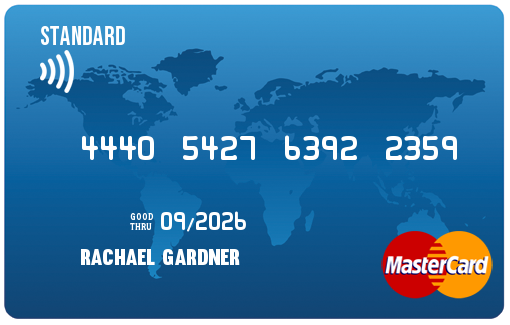 STANDARD
4440 5427 6392 2359
GOOD
THRU 09/2026
RACHAEL GARDNER
MasterCard